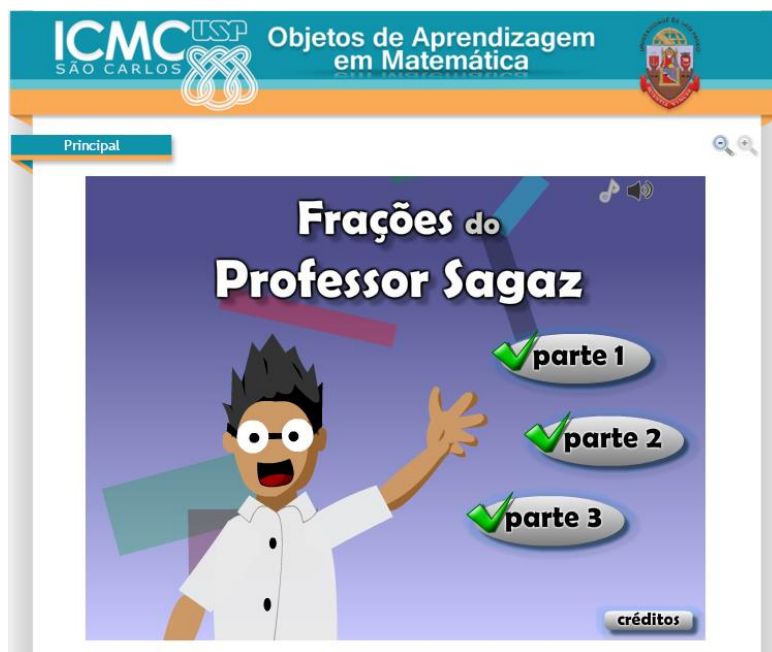 ICMC USP
SÃO CARLOS
Objetos de Aprendizagem
em Matemática
Principal
Frações do
Professor Sagaz
parte 1
parte 2
parte 3
créditos